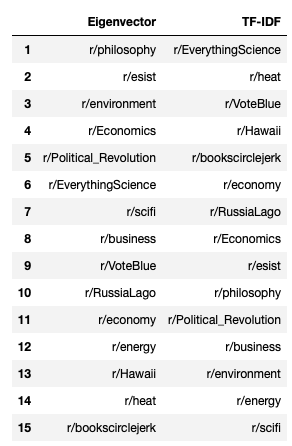 Eigenvector TF-IDF
1 r/philosophy r/EverythingScience
2 r/esist r/heat
3 r/environment r/VoteBlue
4 r/Economics r/Hawaii
5 r/Political_Revolution r/bookscirclejerk
6 r/EverythingScience r/economy
7 r/scifi r/RussiaLago
8 r/business r/Economics
9 r/VoteBlue r/esist
10 r/RussiaLago r/philosophy
11 r/economy r/Political_Revolution
12 r/energy r/business
13 r/Hawaii r/environment
14 r/heat r/energy
15 r/bookscirclejerk r/scifi